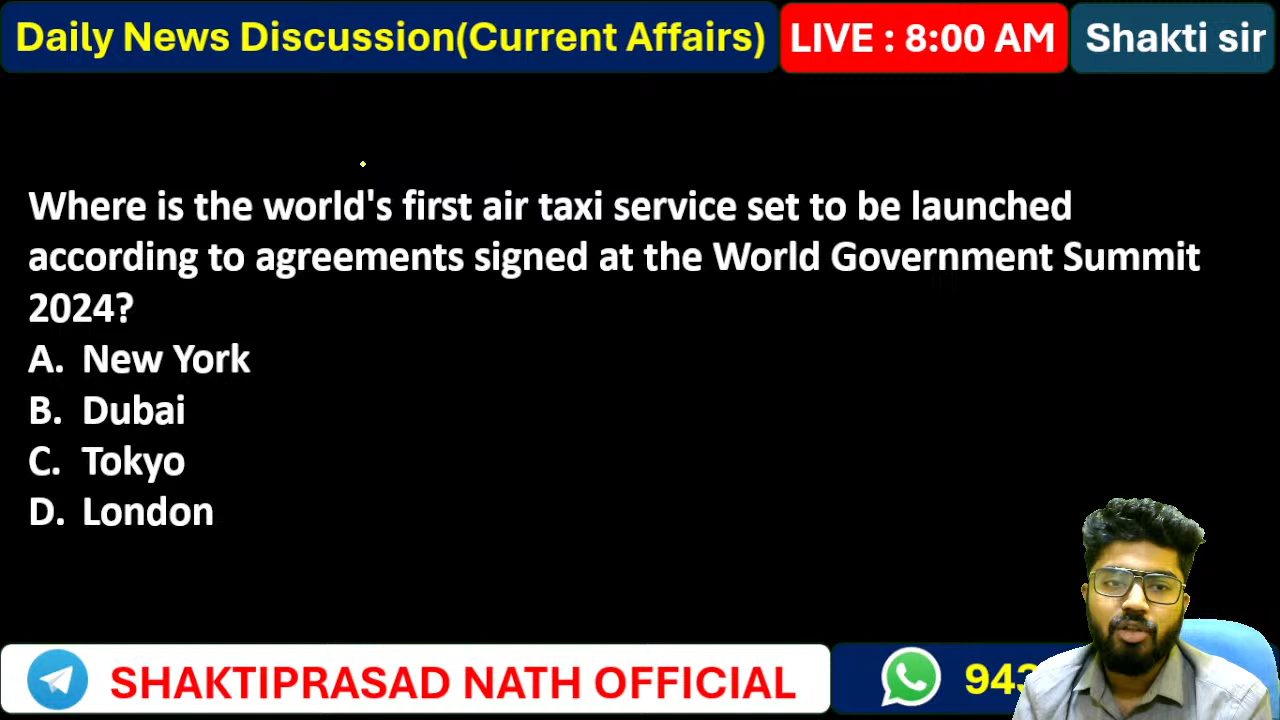 Daily News Discussion(Current Affairs) LIVE : 8:00 AM Shakti sir
Where is the world's first air taxi service set to be launched
according to agreements signed at the World Government Summit
2024?
A. New York
B. Dubai
C. Tokyo
D. London
SHAKTIPRASAD NATH OFFICIAL 943